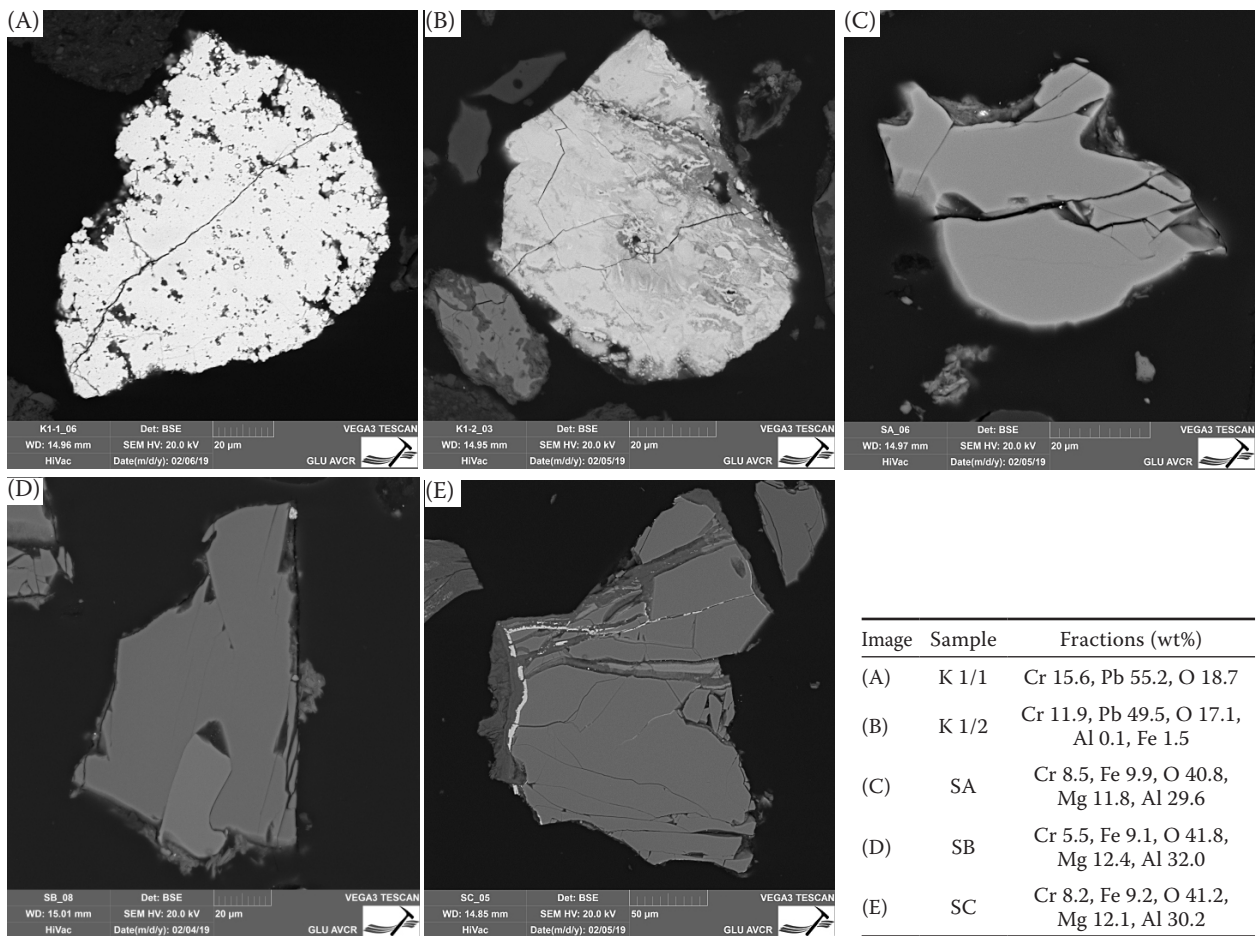 (A)
K1-1_06 Det: BSE VEGA3 TESCAN
WD: 14.96 mm SEM HV: 20.0 kV 20 µm
HiVac Date(m/d/y): 02/06/19 GLU AVCR
(B)
K1-2_03 Det: BSE VEGA3 TESCAN
WD: 14.95 mm SEM HV: 20.0 kV 20 µm
HiVac Date(m/d/y): 02/05/19 GLU AVCR
(C)
SA_06 Det: BSE VEGA3 TESCAN
WD: 14.97 mm SEM HV: 20.0 kV 20 µm
HiVac Date(m/d/y): 02/05/19 GLU AVCR
(D)
SB_08 Det: BSE VEGA3 TESCAN
WD: 15.01 mm SEM HV: 20.0 kV 20 µm
HiVac Date(m/d/y): 02/04/19 GLU AVCR
(E)
SC_05 Det: BSE VEGA3 TESCAN
WD: 14.85 mm SEM HV: 20.0 kV 50 µm
HiVac Date(m/d/y): 02/05/19 GLU AVCR
Image Sample Fractions (wt%)
(A) K 1/1 Cr 15.6, Pb 55.2, O 18.7
(B) K 1/2 Cr 11.9, Pb 49.5, O 17.1,
Al 0.1, Fe 1.5
(C) SA Cr 8.5, Fe 9.9, O 40.8,
Mg 11.8, Al 29.6
(D) SB Cr 5.5, Fe 9.1, O 41.8,
Mg 12.4, Al 32.0
(E) SC Cr 8.2, Fe 9.2, O 41.2,
Mg 12.1, Al 30.2